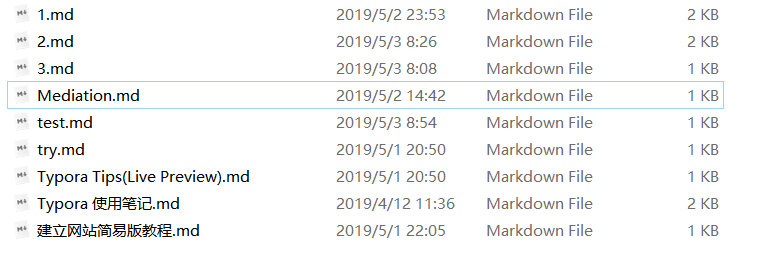 1.md 2019/5/2 23:53 Markdown File 2 KB
2.md 2019/5/3 8:26 Markdown File 2 KB
3.md 2019/5/3 8:08 Markdown File 1 KB
Mediation.md 2019/5/2 14:42 Markdown File 1 KB
test.md 2019/5/3 8:54 Markdown File 1 KB
try.md 2019/5/1 20:50 Markdown File 1 KB
Typora Tips(Live Preview).md 2019/5/1 20:50 Markdown File 1 KB
Typora 使用笔记.md 2019/4/12 11:36 Markdown File 2 KB
建立网站简易版教程.md 2019/5/1 22:05 Markdown File 1 KB